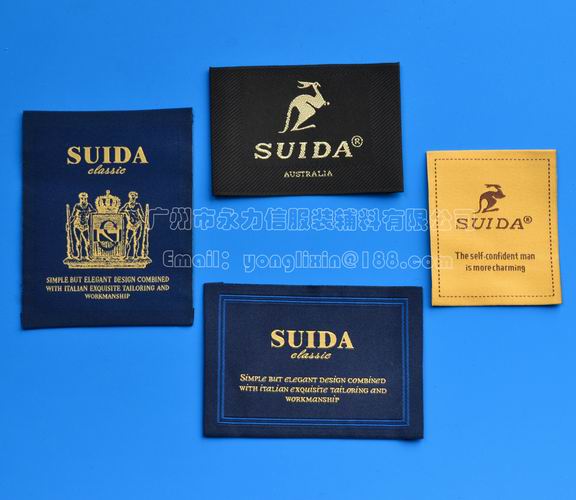 SUIDA
classic
SIMPLE BUT ELEGANT DESIGN COMBINED
WITH ITALIAN EXQUISITE TAILORING AND
WORKMANSHIP
SUIDA®
AUSTRALIA
SUIDA®
The self-confident man
is more charming
广州市永力信服装辅料有限公司
Email: yonglixin@188.com
SUIDA
classic
SIMPLE BUT ELEGANT DESIGN COMBINED
WITH ITALIAN EXQUISITE TAILORING AND
WORKMANSHIP